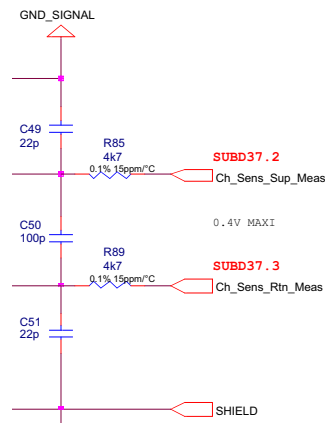 GND_SIGNAL
C49
22p
R85
4k7
0.1% 15ppm/°C
SUBD37.2
Ch_Sens_Sup_Meas
0.4V MAXI
C50
100p
R89
4k7
0.1% 15ppm/°C
SUBD37.3
Ch_Sens_Rtn_Meas
C51
22p
SHIELD